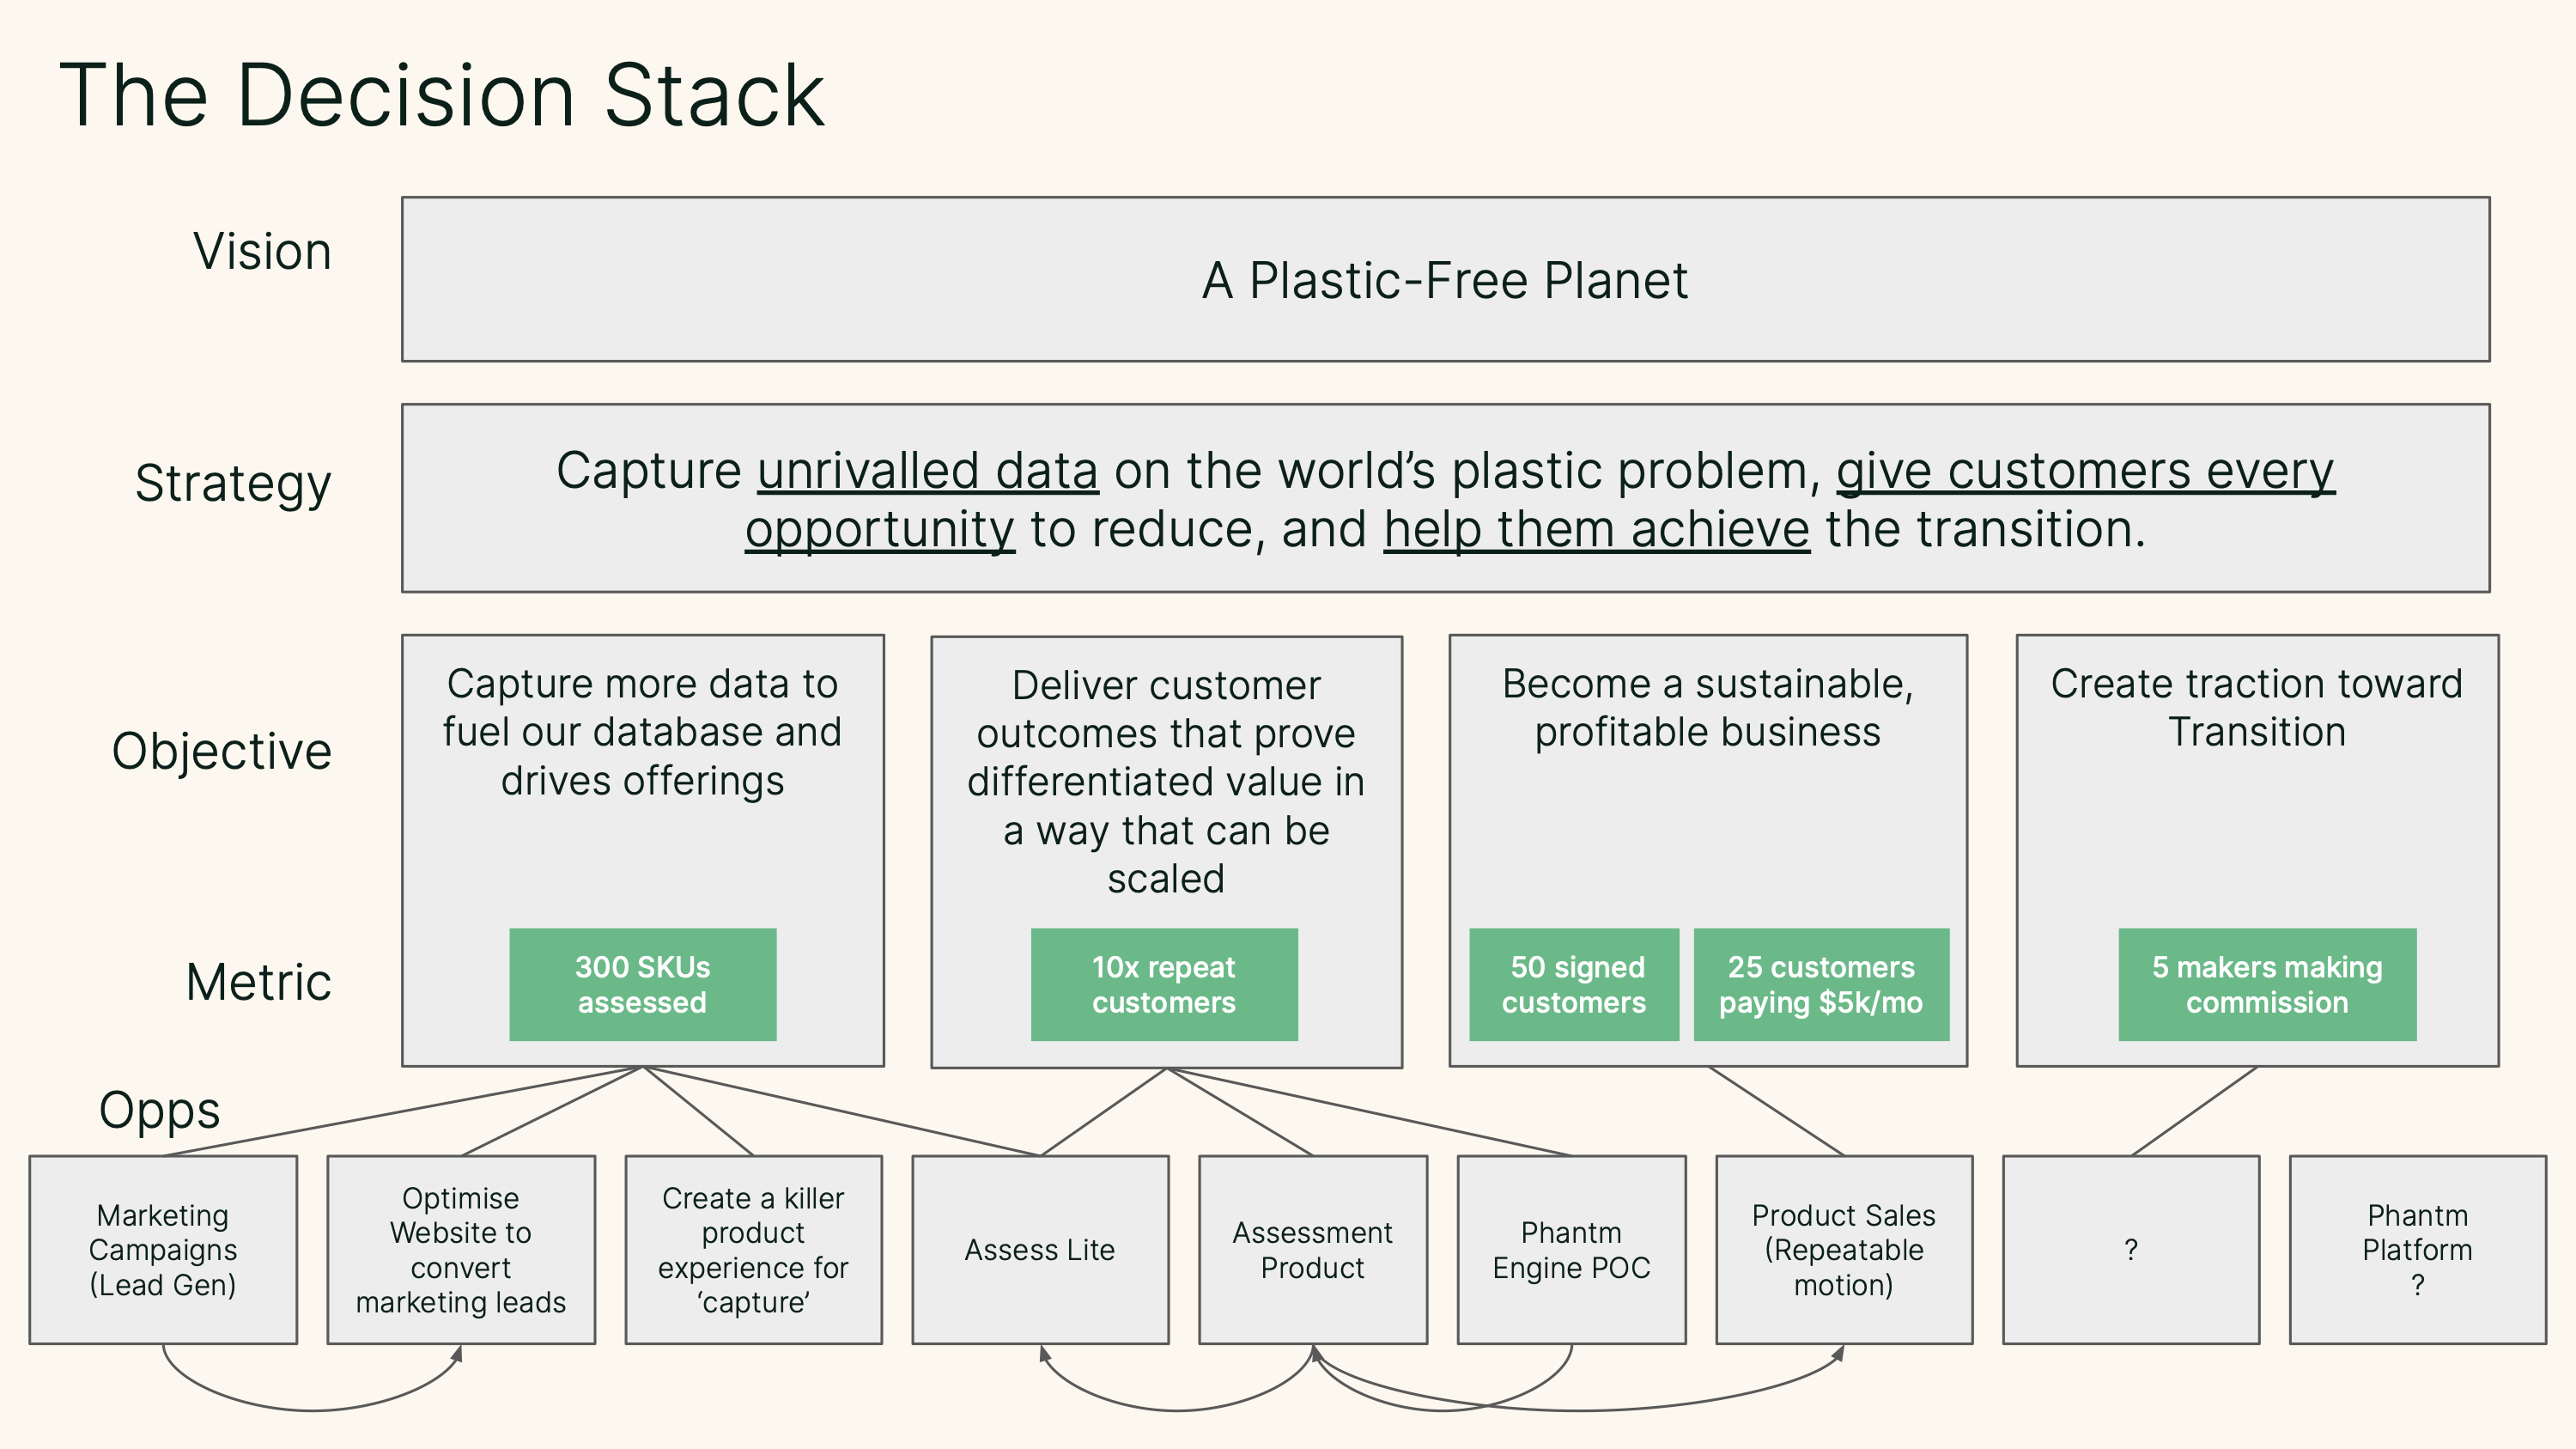 The Decision Stack
Vision
A Plastic-Free Planet
Strategy
Capture unrivalled data on the world’s plastic problem, give customers every
opportunity to reduce, and help them achieve the transition.
Objective
Capture more data to
fuel our database and
drives offerings
Deliver customer
outcomes that prove
differentiated value in
a way that can be
scaled
Become a sustainable,
profitable business
Create traction toward
Transition
Metric
300 SKUs
assessed
10x repeat
customers
50 signed
customers
25 customers
paying $5k/mo
5 makers making
commission
Opps
Marketing
Campaigns
(Lead Gen)
Optimise
Website to
convert
marketing leads
Create a killer
product
experience for
‘capture’
Assess Lite
Assessment
Product
Phantm
Engine POC
Product Sales
(Repeatable
motion)
?
Phantm
Platform
?